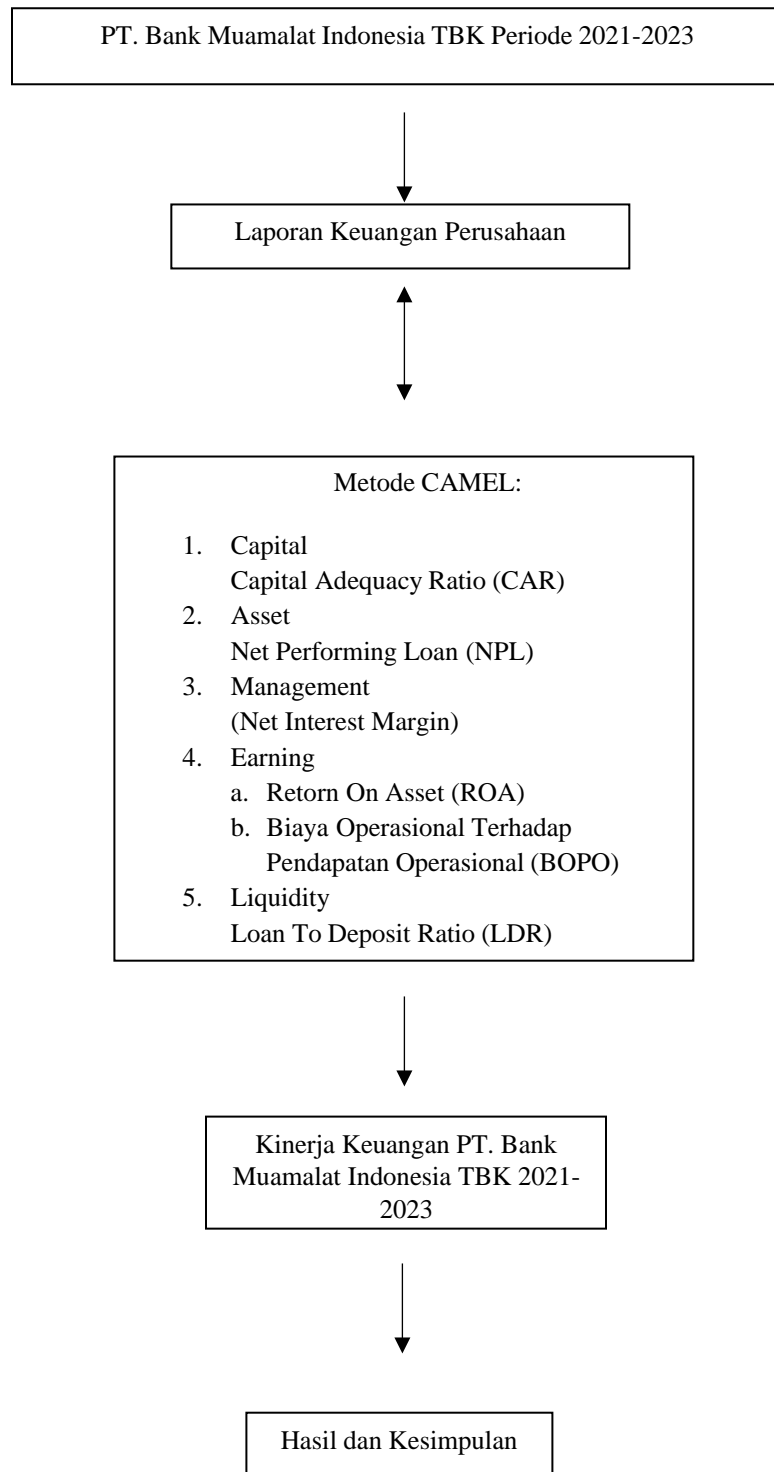 PT. Bank Muamalat Indonesia TBK Periode 2021-2023
Laporan Keuangan Perusahaan
Metode CAMEL:
1. Capital
Capital Adequacy Ratio (CAR)
2. Asset
Net Performing Loan (NPL)
3. Management
(Net Interest Margin)
4. Earning
a. Retorn On Asset (ROA)
b. Biaya Operasional Terhadap
Pendapatan Operasional (BOPO)
5. Liquidity
Loan To Deposit Ratio (LDR)
Kinerja Keuangan PT. Bank
Muamalat Indonesia TBK 2021-
2023
Hasil dan Kesimpulan